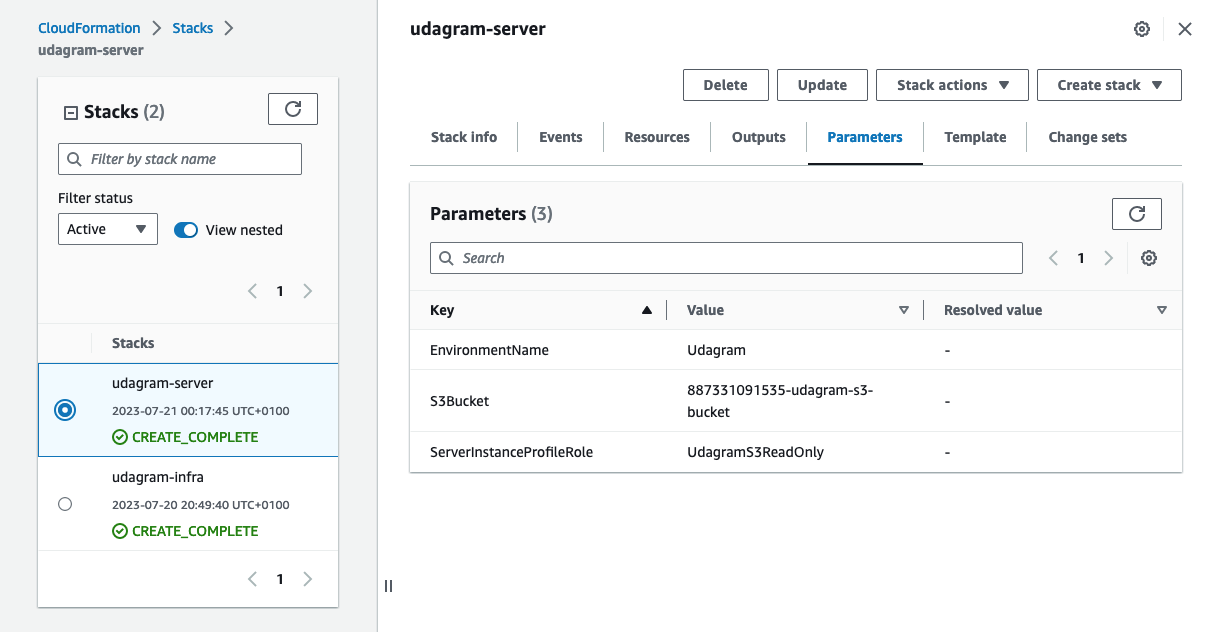 CloudFormation > Stacks >
udagram-server
Stacks (2)
Filter by stack name
Filter status
Active
View nested
1
Stacks
udagram-server
2023-07-21 00:17:45 UTC+0100
CREATE_COMPLETE
udagram-infra
2023-07-20 20:49:40 UTC+0100
CREATE_COMPLETE
1
udagram-server
Delete
Update
Stack actions
Create stack
Stack info
Events
Resources
Outputs
Parameters
Template
Change sets
Parameters (3)
Search
1
Key
Value
Resolved value
EnvironmentName
Udagram
-
S3Bucket
887331091535-udagram-s3-
bucket
-
ServerInstanceProfileRole
UdagramS3ReadOnly
-